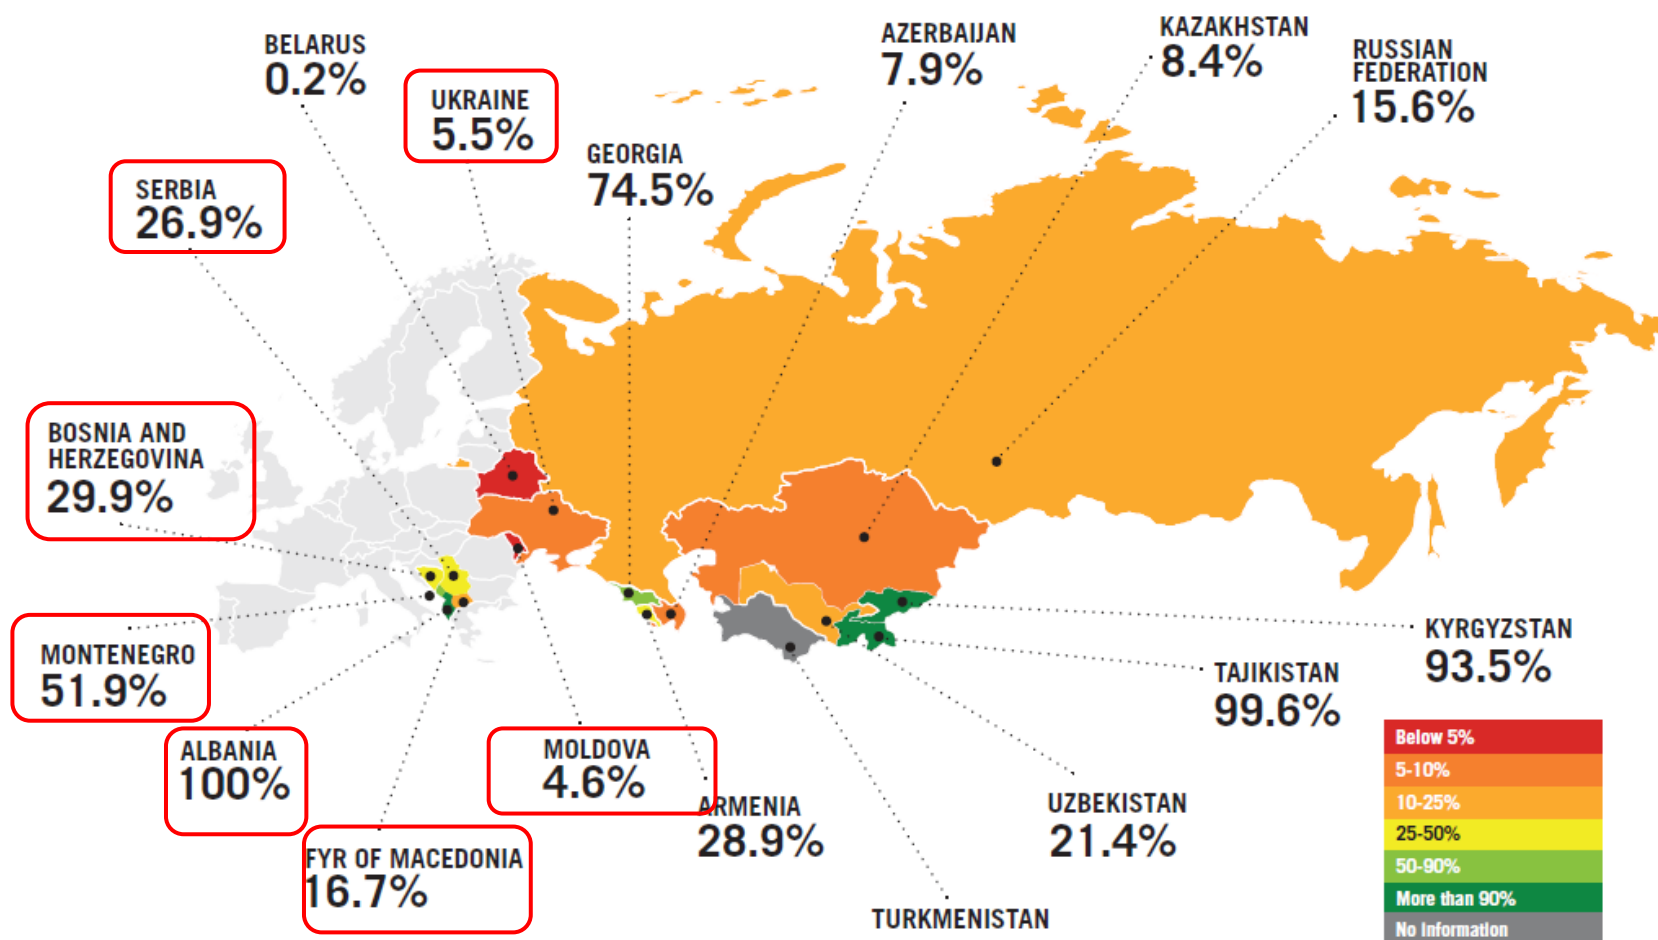 BELARUS
0.2%
UKRAINE
5.5%
AZERBAIJAN
7.9%
KAZAKHSTAN
8.4%
RUSSIAN
FEDERATION
15.6%
GEORGIA
74.5%
SERBIA
26.9%
BOSNIA AND
HERZEGOVINA
29.9%
MONTENEGRO
51.9%
ALBANIA
100%
FYR OF MACEDONIA
16.7%
MOLDOVA
4.6%
ARMENIA
28.9%
TURKMENISTAN
UZBEKISTAN
21.4%
TAJIKISTAN
99.6%
KYRGYZSTAN
93.5%
Below 5%
5-10%
10-25%
25-50%
50-90%
More than 90%
No Information